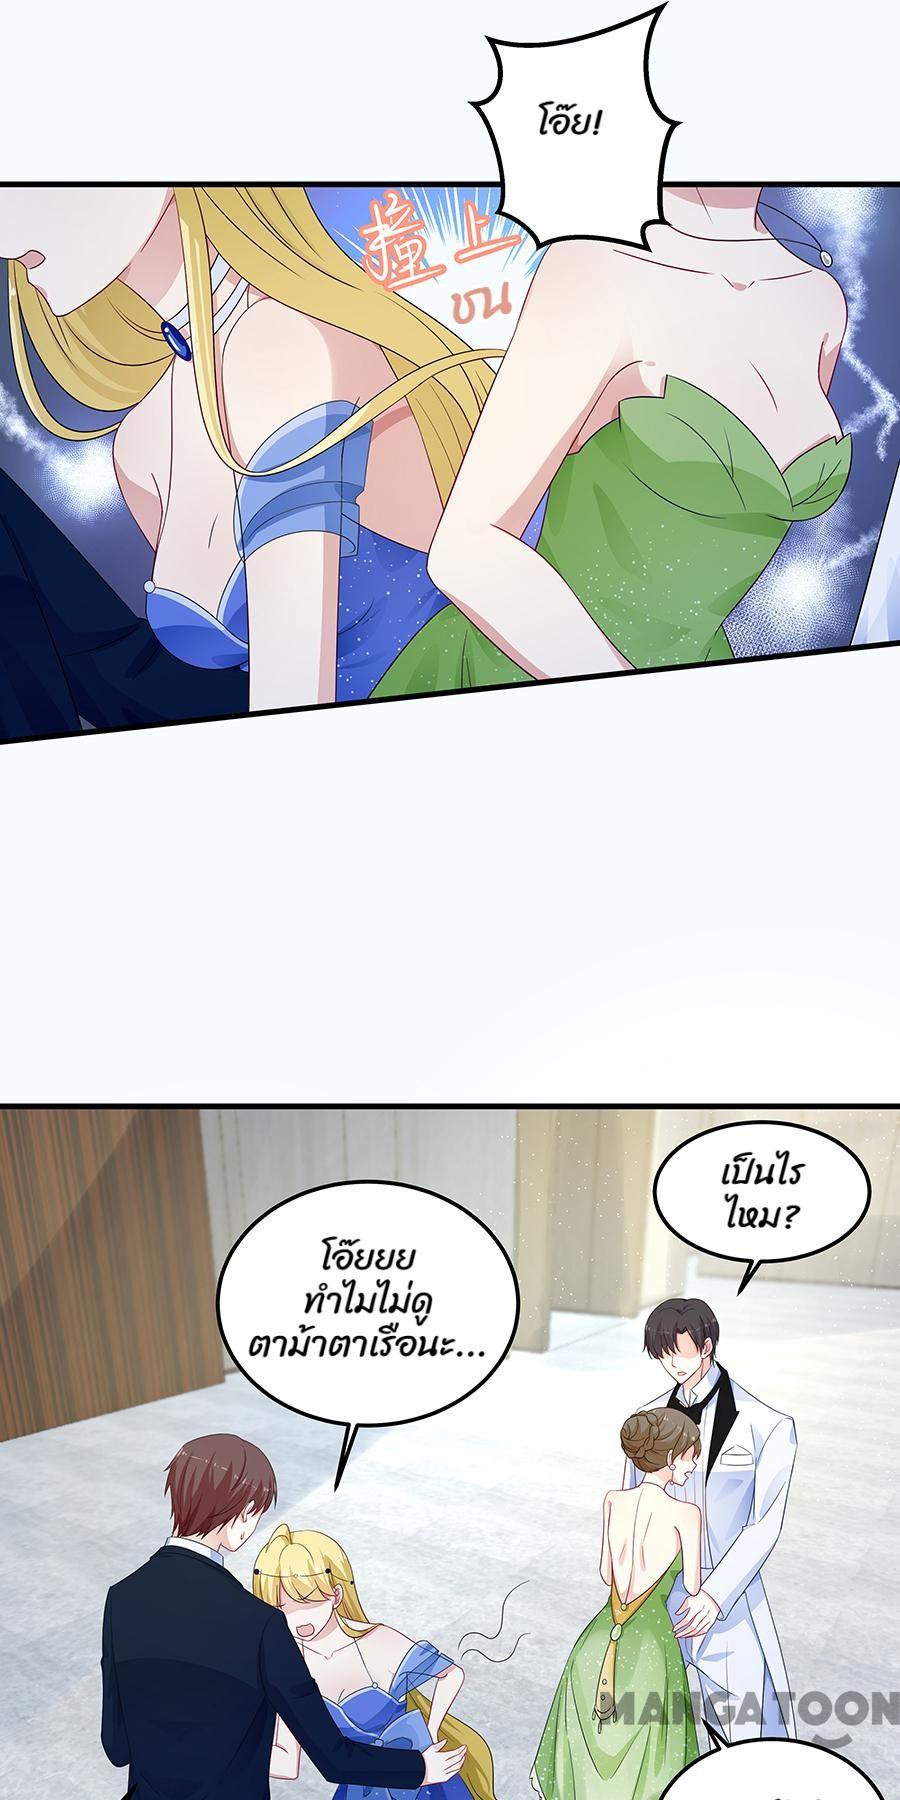 โอ๊ย!
撞上
ชน
เป็นไร
ไหม?
โอ๊ยยย
ทำไมไม่ดู
ตาม้าตาเรือนะ...
MANGATOON